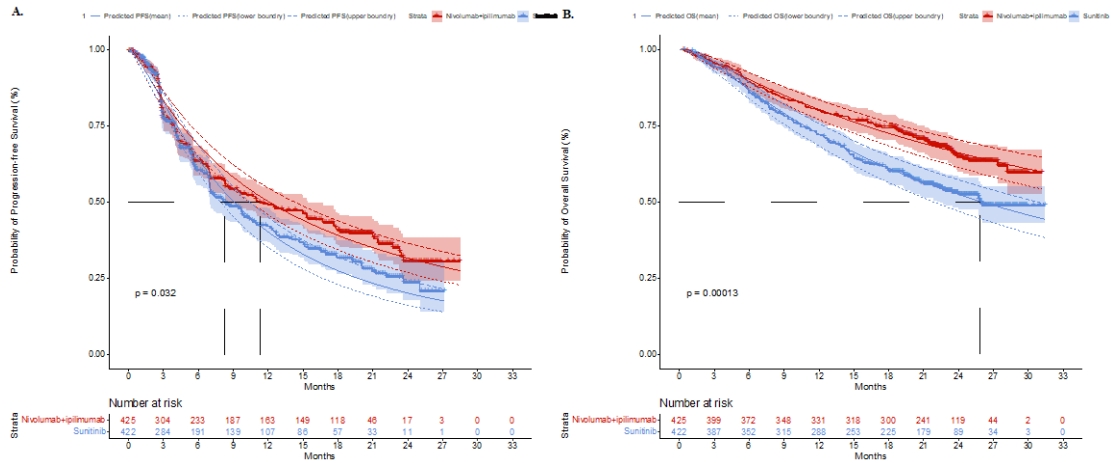 A.
1 Predicted PFS(mean) Predicted PFS(lower boundry) Predicted PFS(upper boundry) Strata Nivolumab+ipilimumab
Probability of Progression-free Survival (%)
1.00
0.75
0.50
0.25
0.00
p = 0.032
0 3 6 9 12 15 18 21 24 27 30 33
Months
Number at risk
Strata
Nivolumab+ipilimumab 425 304 233 187 163 149 118 46 17 3 0 0
Sunitinib 422 284 191 139 107 86 57 33 11 1 0 0
0 3 6 9 12 15 18 21 24 27 30 33
Months
B.
1 Predicted OS(mean) Predicted OS(lower boundry) Predicted OS(upper boundry) Strata Nivolumab+ipilimumab Sunitinib
Probability of Overall Survival (%)
1.00
0.75
0.50
0.25
0.00
p = 0.00013
0 3 6 9 12 15 18 21 24 27 30 33
Months
Number at risk
Strata
Nivolumab+ipilimumab 425 399 372 348 331 318 300 241 119 44 2 0
Sunitinib 422 387 352 315 288 253 225 179 89 34 3 0
0 3 6 9 12 15 18 21 24 27 30 33
Months